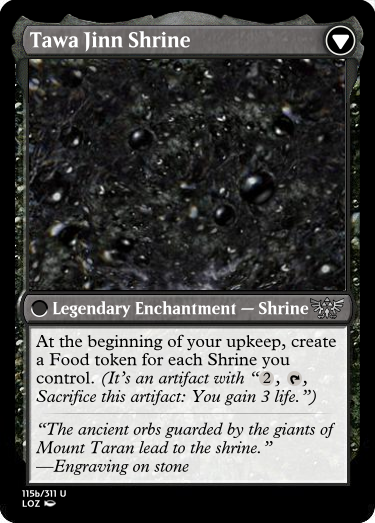 Tawa Jinn Shrine
Legendary Enchantment — Shrine
At the beginning of your upkeep, create
a Food token for each Shrine you
control. (It's an artifact with “2, T,
Sacrifice this artifact: You gain 3 life.”)
“The ancient orbs guarded by the giants of
Mount Taran lead to the shrine.”
—Engraving on stone
115b/311 U
LOZ